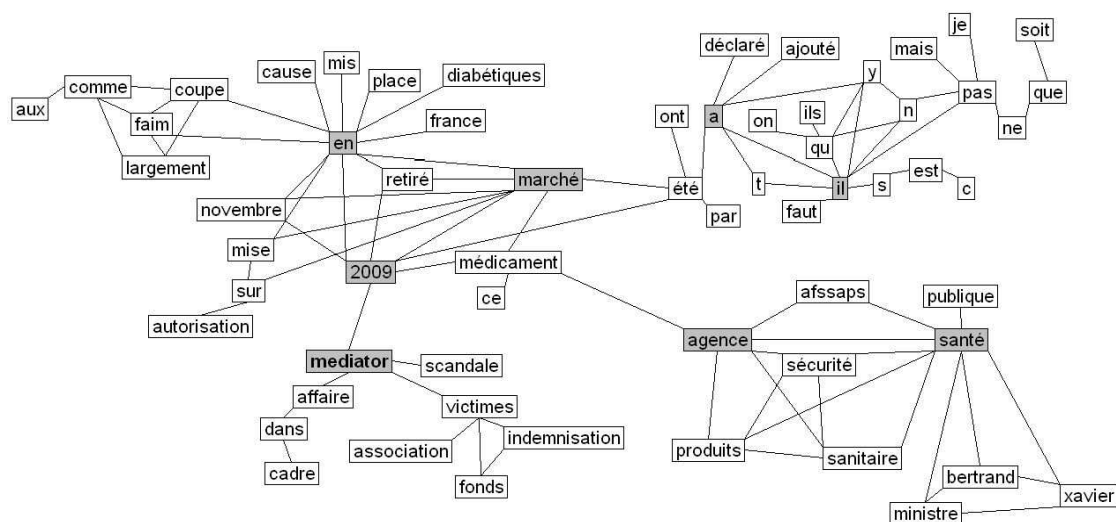 je
soit
déclaré
ajouté
mais
mis
y
cause
place
diabétiques
comme
coupe
pas
que
aux
n
ont
a
ils
faim
france
on
ne
en
qu
largement
est
retiré
marché
t
s
c
été
il
novembre
faut
par
mise
médicament
2009
sur
ce
afssaps
publique
autorisation
agence
santé
mediator
scandale
sécurité
affaire
victimes
dans
indemnisation
association
produits
sanitaire
cadre
bertrand
fonds
xavier
ministre